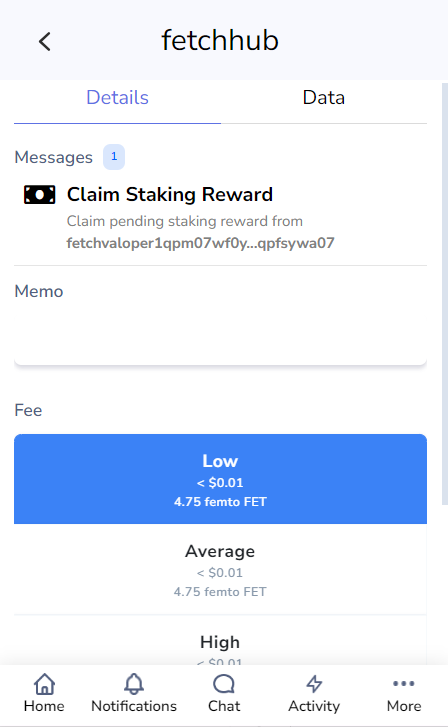 fetchhub
Details Data
Messages 1
Claim Staking Reward
Claim pending staking reward from
fetchvaloper1qpm07wf0y...qpfsywa07
Memo
Fee
Low
< $0.01
4.75 femto FET
Average
< $0.01
4.75 femto FET
High
< $0.01
Home Notifications Chat Activity More